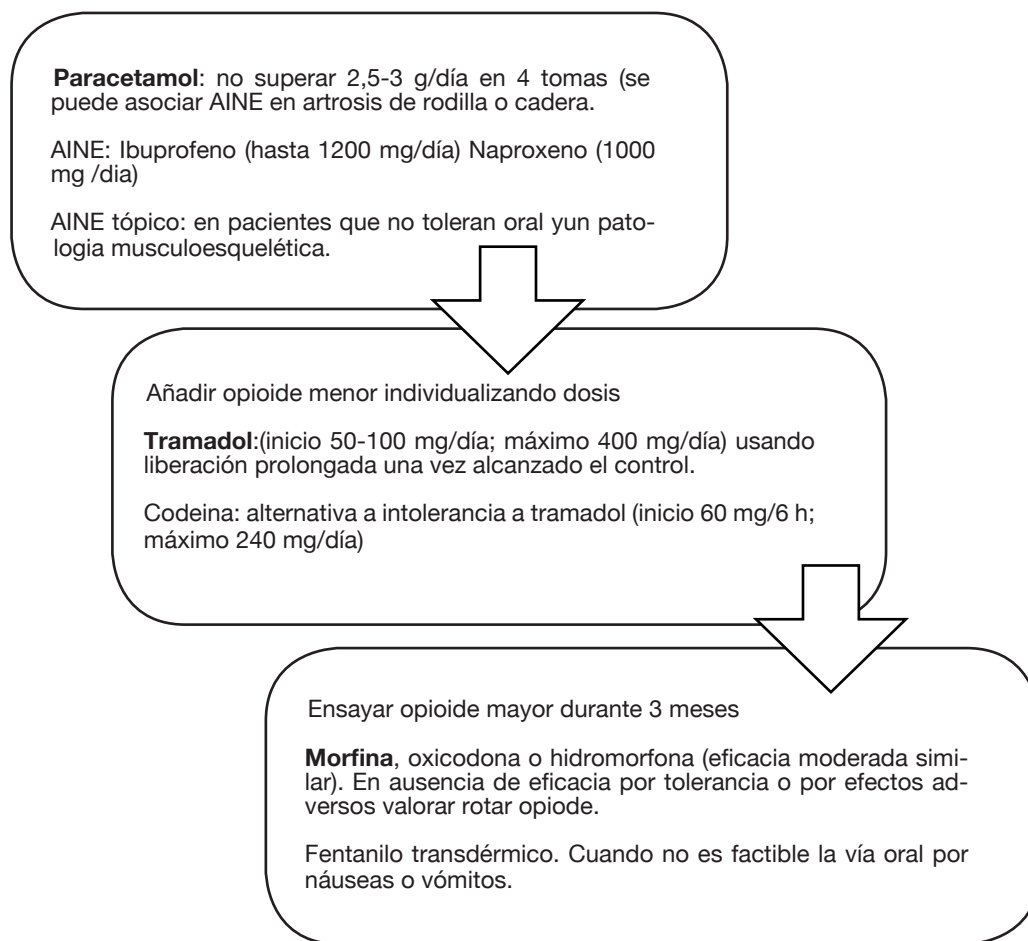 Paracetamol: no superar 2,5-3 g/día en 4 tomas (se
puede asociar AINE en artrosis de rodilla o cadera.
AINE: Ibuprofeno (hasta 1200 mg/día) Naproxeno (1000
mg /dia)
AINE tópico: en pacientes que no toleran oral yun pato-
logia musculoesquelética.
Añadir opioide menor individualizando dosis
Tramadol:(inicio 50-100 mg/día; máximo 400 mg/día) usando
liberación prolongada una vez alcanzado el control.
Codeina: alternativa a intolerancia a tramadol (inicio 60 mg/6 h;
máximo 240 mg/día)
Ensayar opioide mayor durante 3 meses
Morfina, oxicodona o hidromorfona (eficacia moderada simi-
lar). En ausencia de eficacia por tolerancia o por efectos ad-
versos valorar rotar opiode.
Fentanilo transdérmico. Cuando no es factible la vía oral por
náuseas o vómitos.